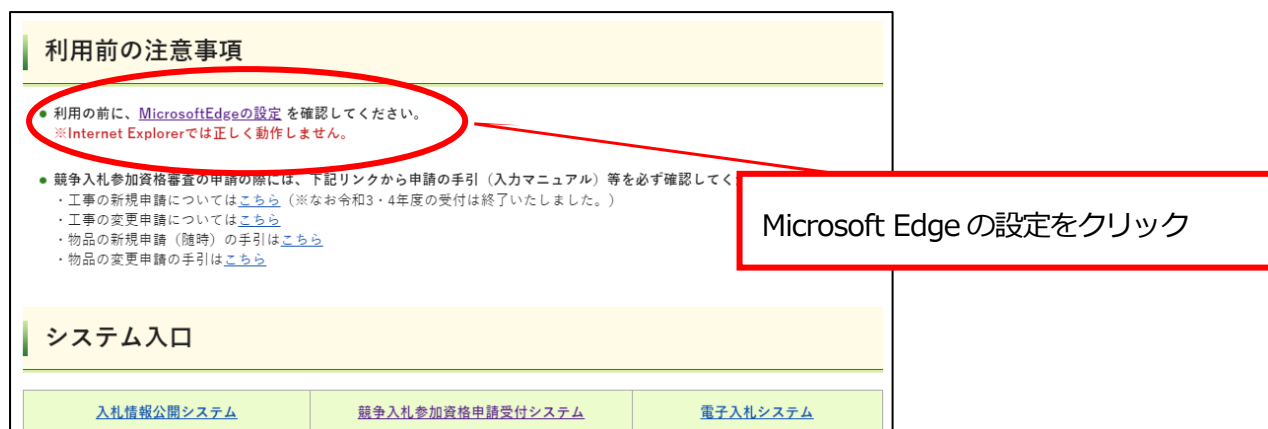 利用前の注意事項
● 利用の前に、MicrosoftEdgeの設定 を確認してください。
※Internet Explorerでは正しく動作しません。
● 競争入札参加資格審査の申請の際には、下記リンクから申請の手引（入力マニュアル）等を必ず確認してく
・工事の新規申請についてはこちら（※なお令和3・4年度の受付は終了いたしました。）
・工事の変更申請についてはこちら
・物品の新規申請（随時）の手引はこちら
・物品の変更申請の手引はこちら
Microsoft Edge の設定をクリック
システム入口
入札情報公開システム 競争入札参加資格申請受付システム 電子入札システム